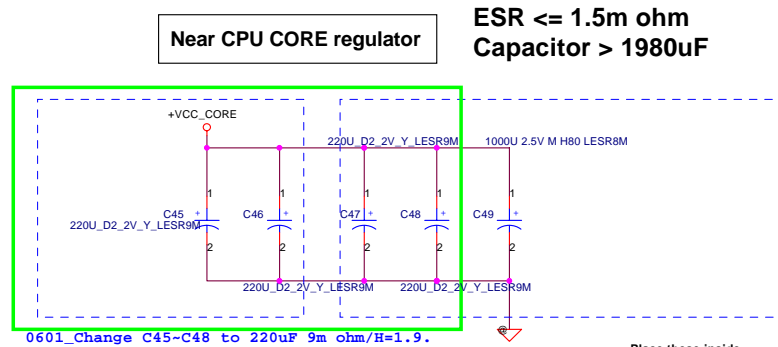 ESR <= 1.5m ohm
Capacitor > 1980uF
Near CPU CORE regulator
+VCC_CORE
220U_D2_2V_Y_LESR9M
1000U 2.5V M H80 LESR8M
1
1
1
1
1
C45
+
C46
+
C47
+
C48
+
C49
+
220U_D2_2V_Y_LESR9M
2
2
2
2
2
220U_D2_2V_Y_LESR9M
220U_D2_2V_Y_LESR9M
@
0601_Change C45~C48 to 220uF 9m ohm/H=1.9.